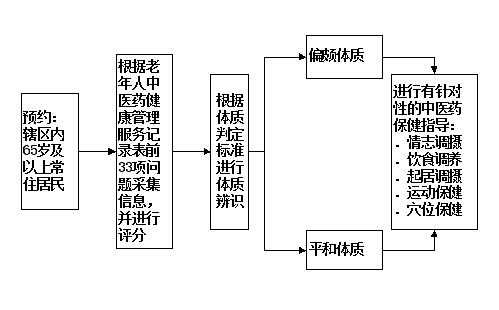 预约：
辖区内
65岁及
以上常
住居民
根据老
年人中
医药健
康管理
服务记
录表前
33项问
题采集
信息，
并进行
评分
根据
体质
判定
标准
进行
体质
辨识
偏颇体质
平和体质
进行有针对
性的中医药
保健指导：
．情志调摄
．饮食调养
．起居调摄
．运动保健
．穴位保健